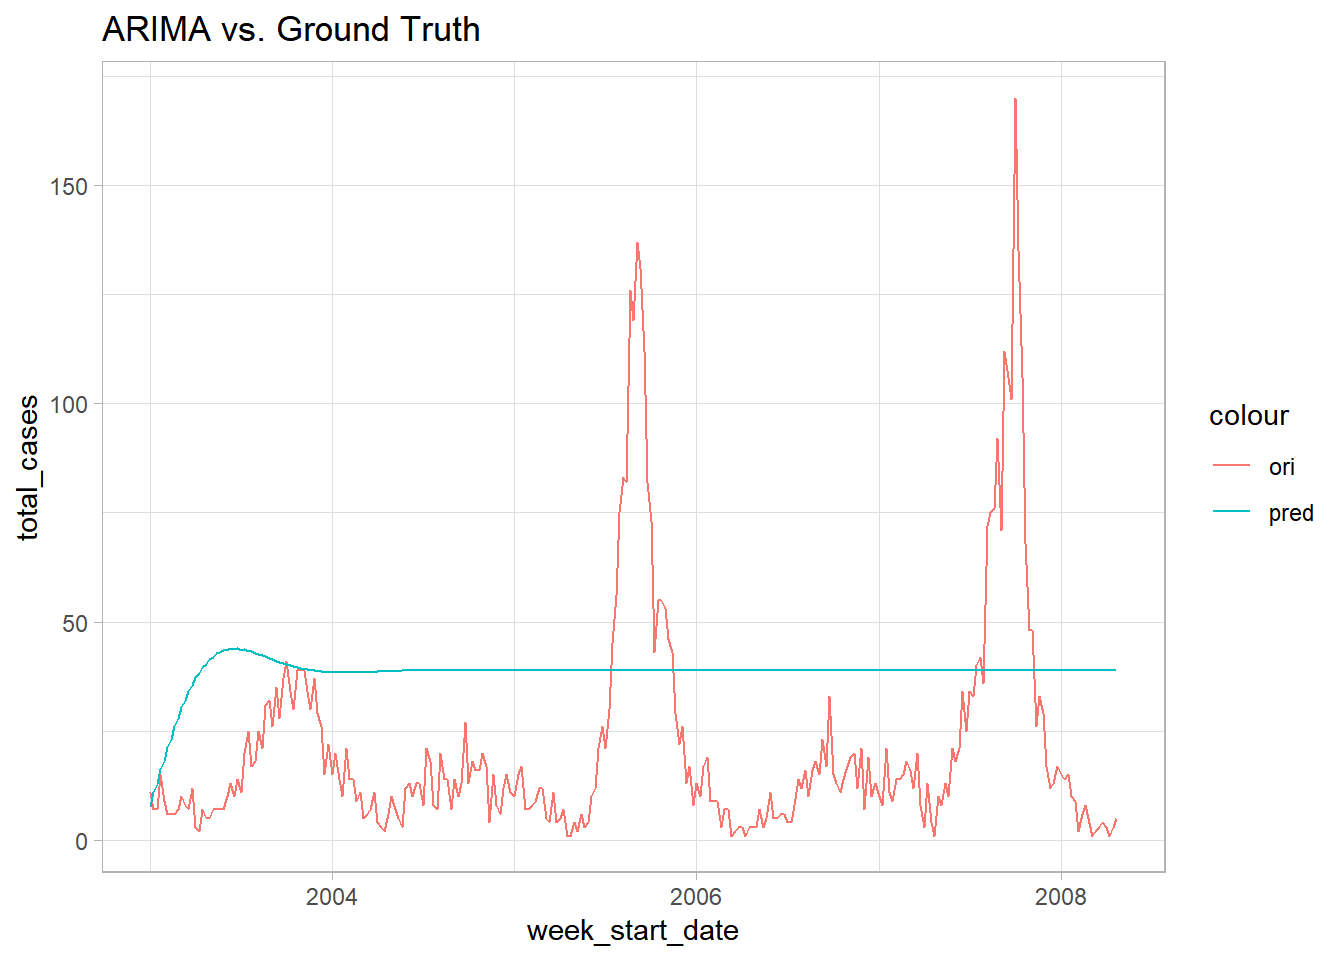 ARIMA vs. Ground Truth
150
100
50
0
total_cases
2004
2006
2008
week_start_date
colour
ori
pred